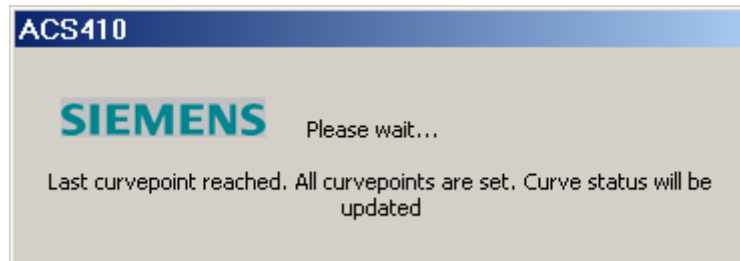 ACS410
SIEMENS Please wait...
Last curvepoint reached. All curvepoints are set. Curve status will be
updated